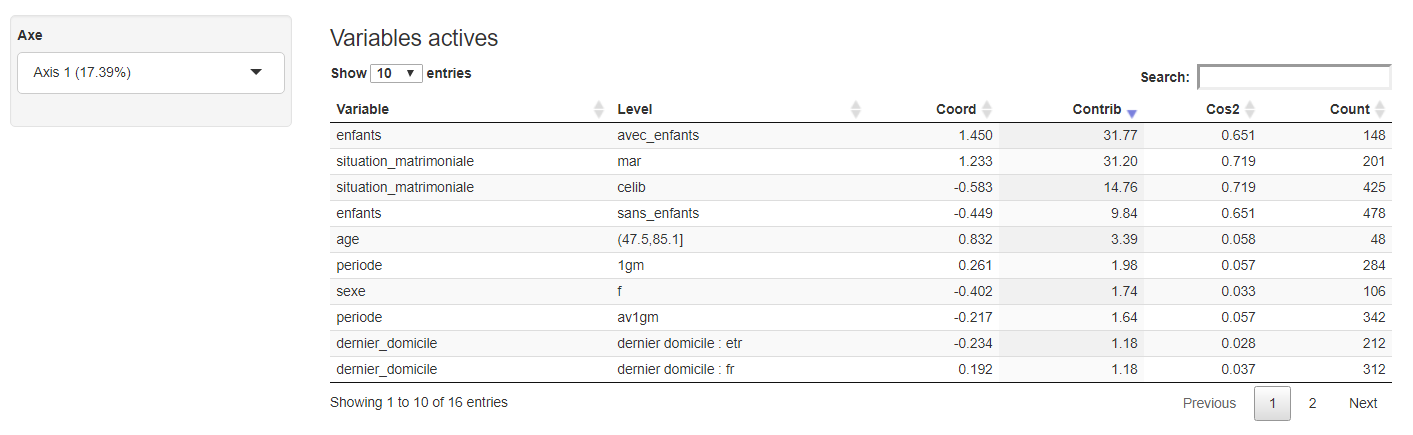 Axe
Axis 1 (17.39%)
Variables actives
Show 10 entries
Search:
Variable Level Coord Contrib Cos2 Count
enfants avec_enfants 1.450 31.77 0.651 148
situation_matrimoniale mar 1.233 31.20 0.719 201
situation_matrimoniale celib -0.583 14.76 0.719 425
enfants sans_enfants -0.449 9.84 0.651 478
age (47.5,85.1] 0.832 3.39 0.058 48
periode 1gm 0.261 1.98 0.057 284
sexe f -0.402 1.74 0.033 106
periode av1gm -0.217 1.64 0.057 342
dernier_domicile dernier domicile : etr -0.234 1.18 0.028 212
dernier_domicile dernier domicile : fr 0.192 1.18 0.037 312
Showing 1 to 10 of 16 entries
Previous 1 2 Next